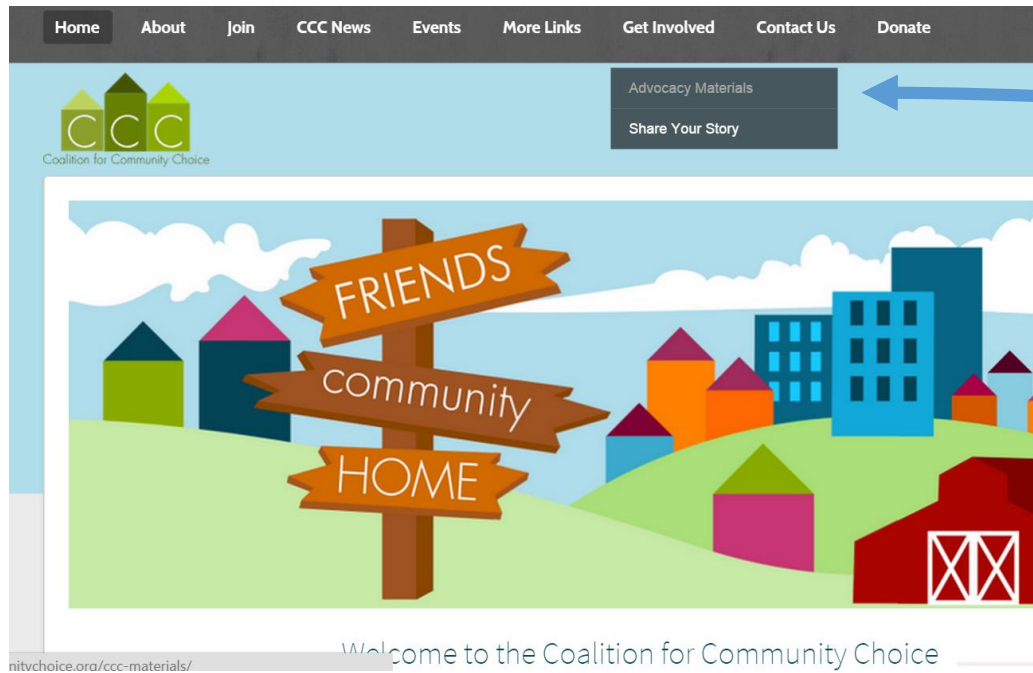 Home About Join CCC News Events More Links Get Involved Contact Us Donate
Advocacy Materials
Share Your Story
CCC
Coalition for Community Choice
FRIENDS
community
HOME
Welcome to the Coalition for Community Choice
nitychoice.org/ccc-materials/